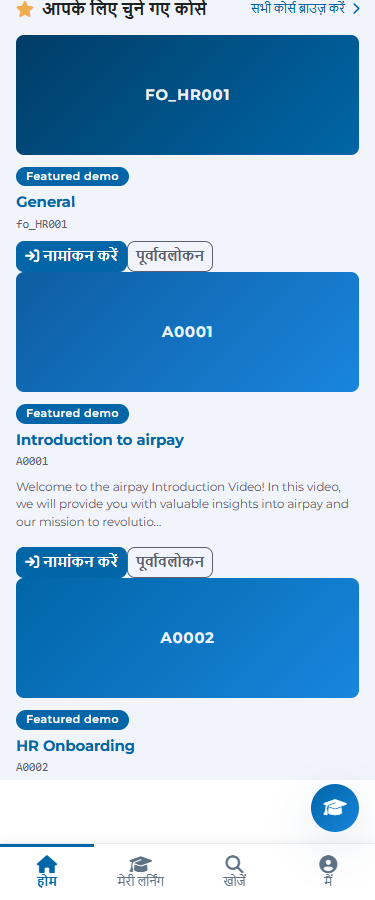 आपके लिए चुने गए कोर्स
सभी कोर्स ब्राउज़ करें
FO_HR001
Featured demo
General
fo_HR001
नामांकन करें
पूर्वावलोकन
A0001
Featured demo
Introduction to airpay
A0001
Welcome to the airpay Introduction Video! In this video,
we will provide you with valuable insights into airpay and
our mission to revolutio...
नामांकन करें
पूर्वावलोकन
A0002
Featured demo
HR Onboarding
A0002
होम
मेरी लर्निंग
खोजें
मैं